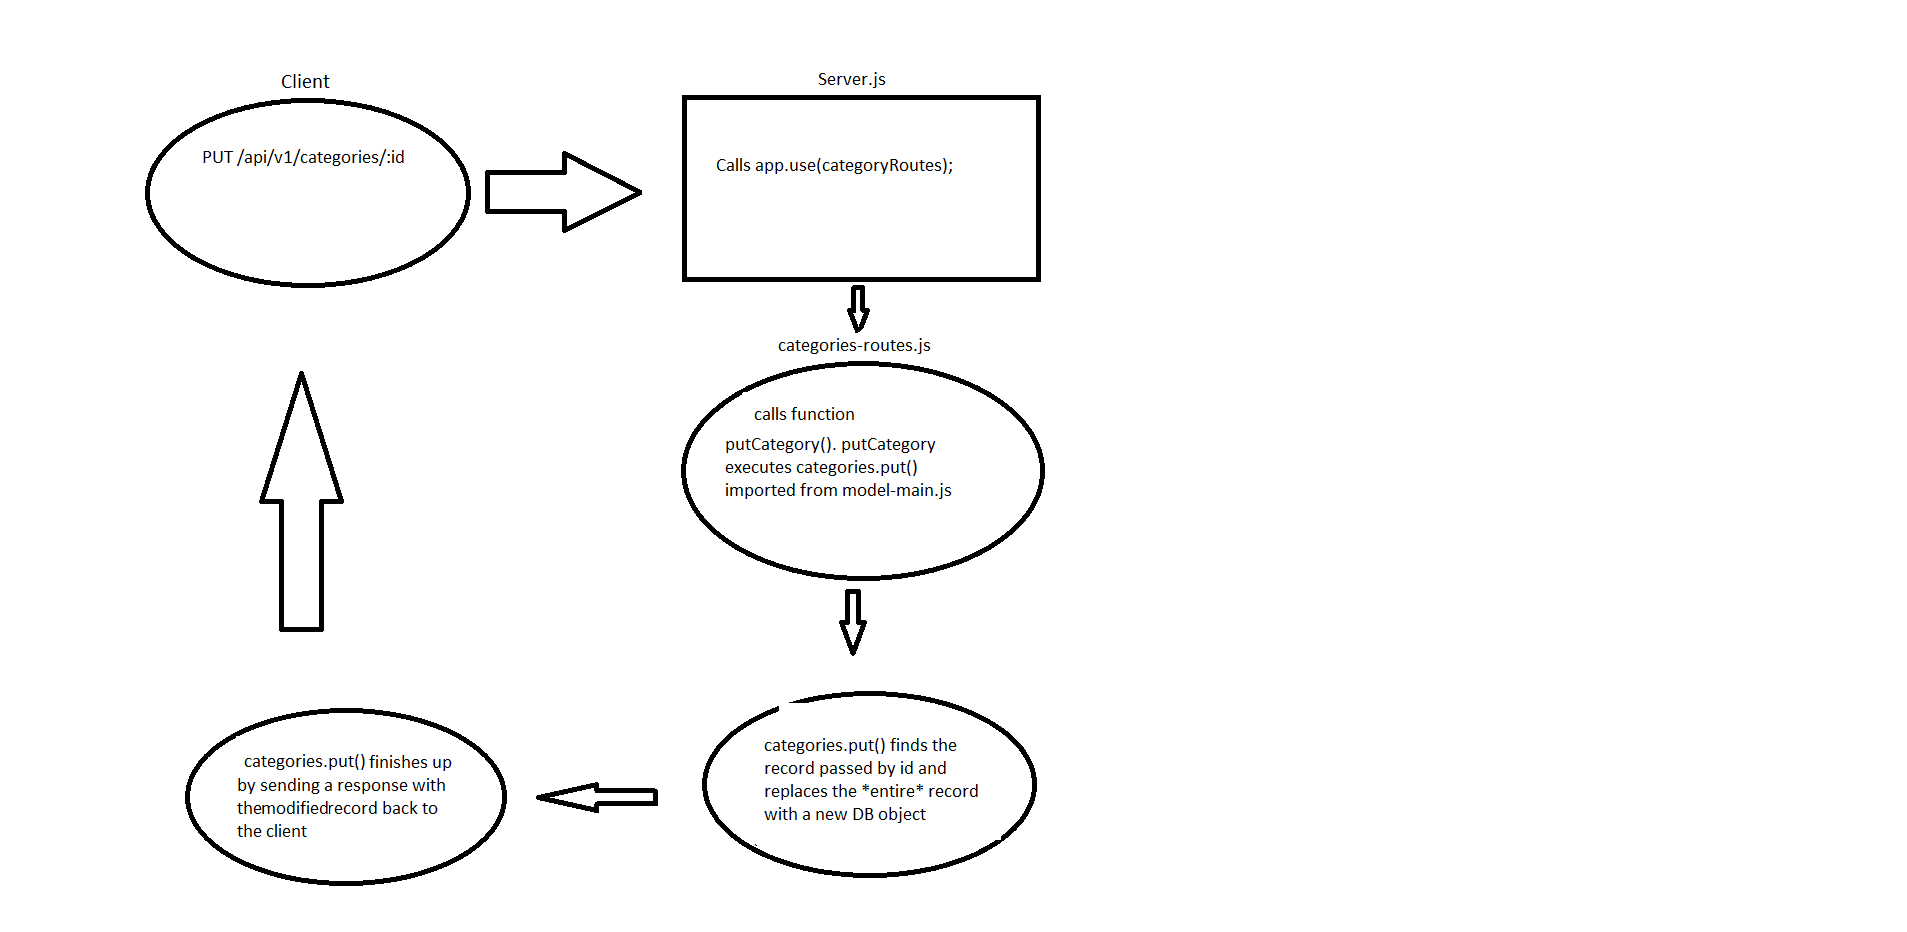 Client
PUT /api/v1/categories/:id
Server.js
Calls app.use(categoryRoutes);
categories-routes.js
calls function
putCategory(). putCategory
executes categories.put()
imported from model-main.js
categories.put() finds the
record passed by id and
replaces the *entire* record
with a new DB object
categories.put() finishes up
by sending a response with
themodifiedrecord back to
the client